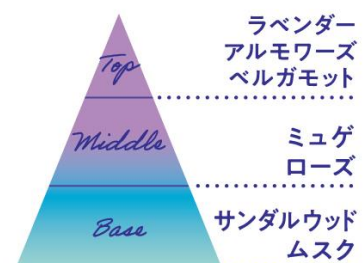 Top
ラベンダー
アルモワーズ
ベルガモット
Middle
ミュゲ
ローズ
Base
サンダルウッド
ムスク